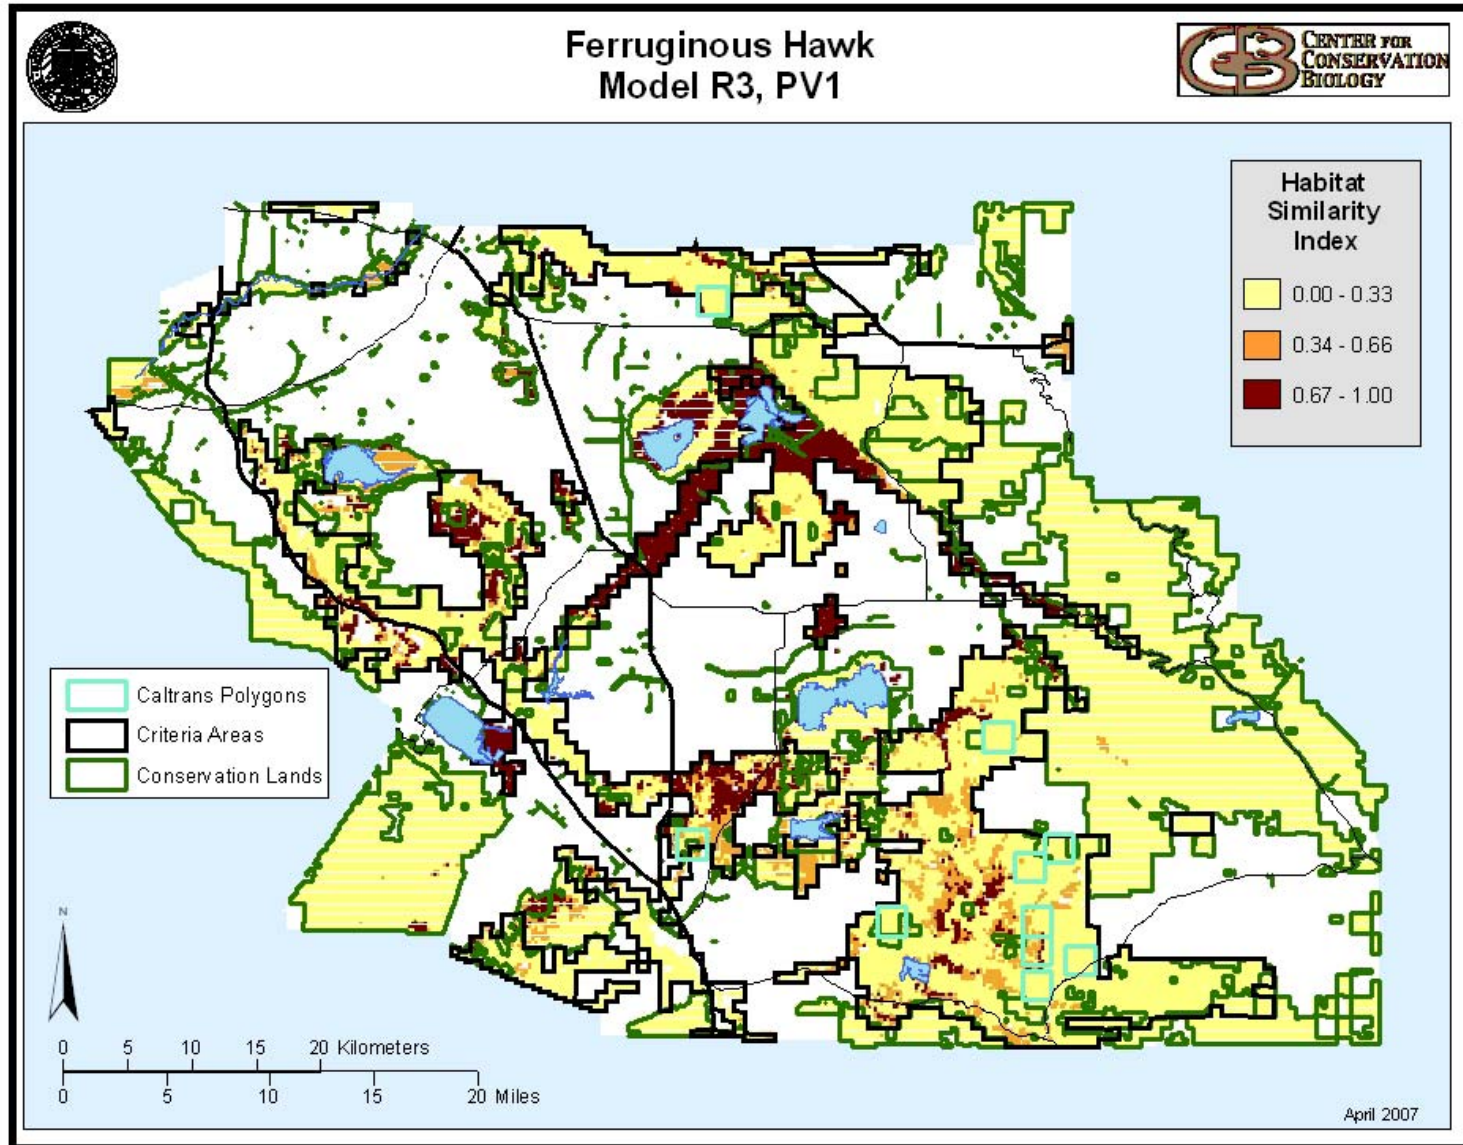 Ferruginous Hawk
Model R3, PV1
CENTER FOR
CONSERVATION
BIOLOGY
Habitat
Similarity
Index
0.00 - 0.33
0.34 - 0.66
0.67 - 1.00
Caltrans Polygons
Criteria Areas
Conservation Lands
N
0 5 10 15 20 Kilometers
0 5 10 15 20 Miles
April 2007